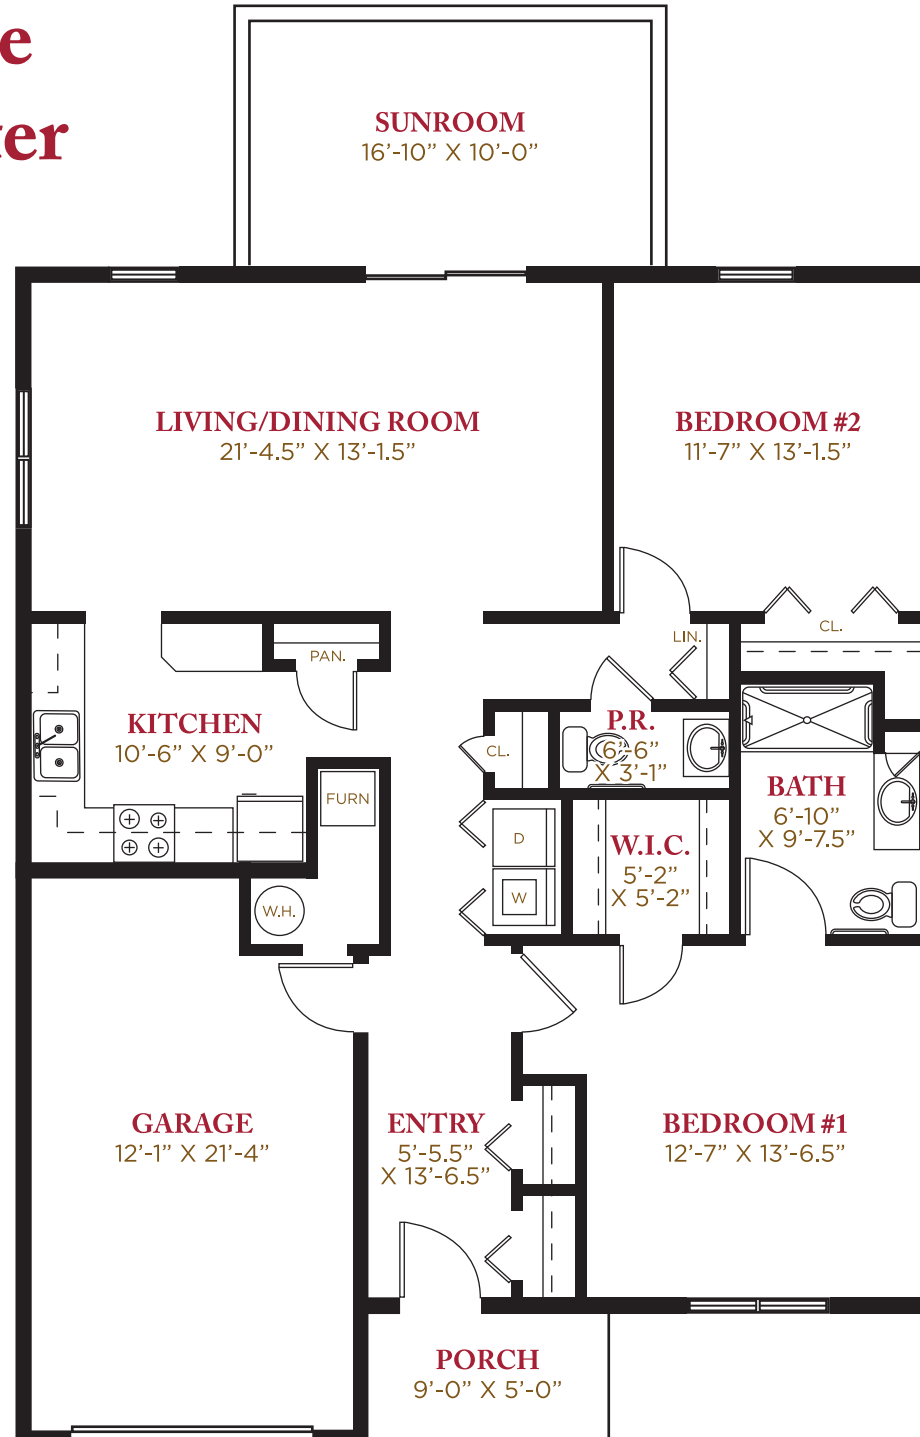 e
ter
SUNROOM
16’-10” X 10’-0”
LIVING/DINING ROOM
21’-4.5” X 13’-1.5”
BEDROOM #2
11’-7” X 13’-1.5”
CL.
LIN.
PAN.
KITCHEN
10’-6” X 9’-0”
P.R.
6’-6”
X 3’-1”
CL.
FURN
BATH
6’-10”
X 9’-7.5”
D
W
W.I.C.
5’-2”
X 5’-2”
W.H.
GARAGE
12’-1” X 21’-4”
ENTRY
5’-5.5”
X 13’-6.5”
BEDROOM #1
12’-7” X 13’-6.5”
PORCH
9’-0” X 5’-0”